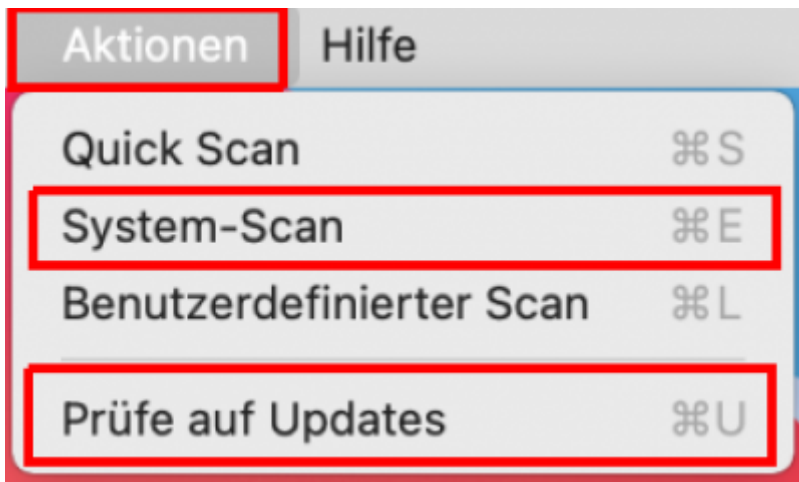 Aktionen Hilfe
Quick Scan ⌘S
System-Scan ⌘E
Benutzerdefinierter Scan ⌘L
Prüfe auf Updates ⌘U